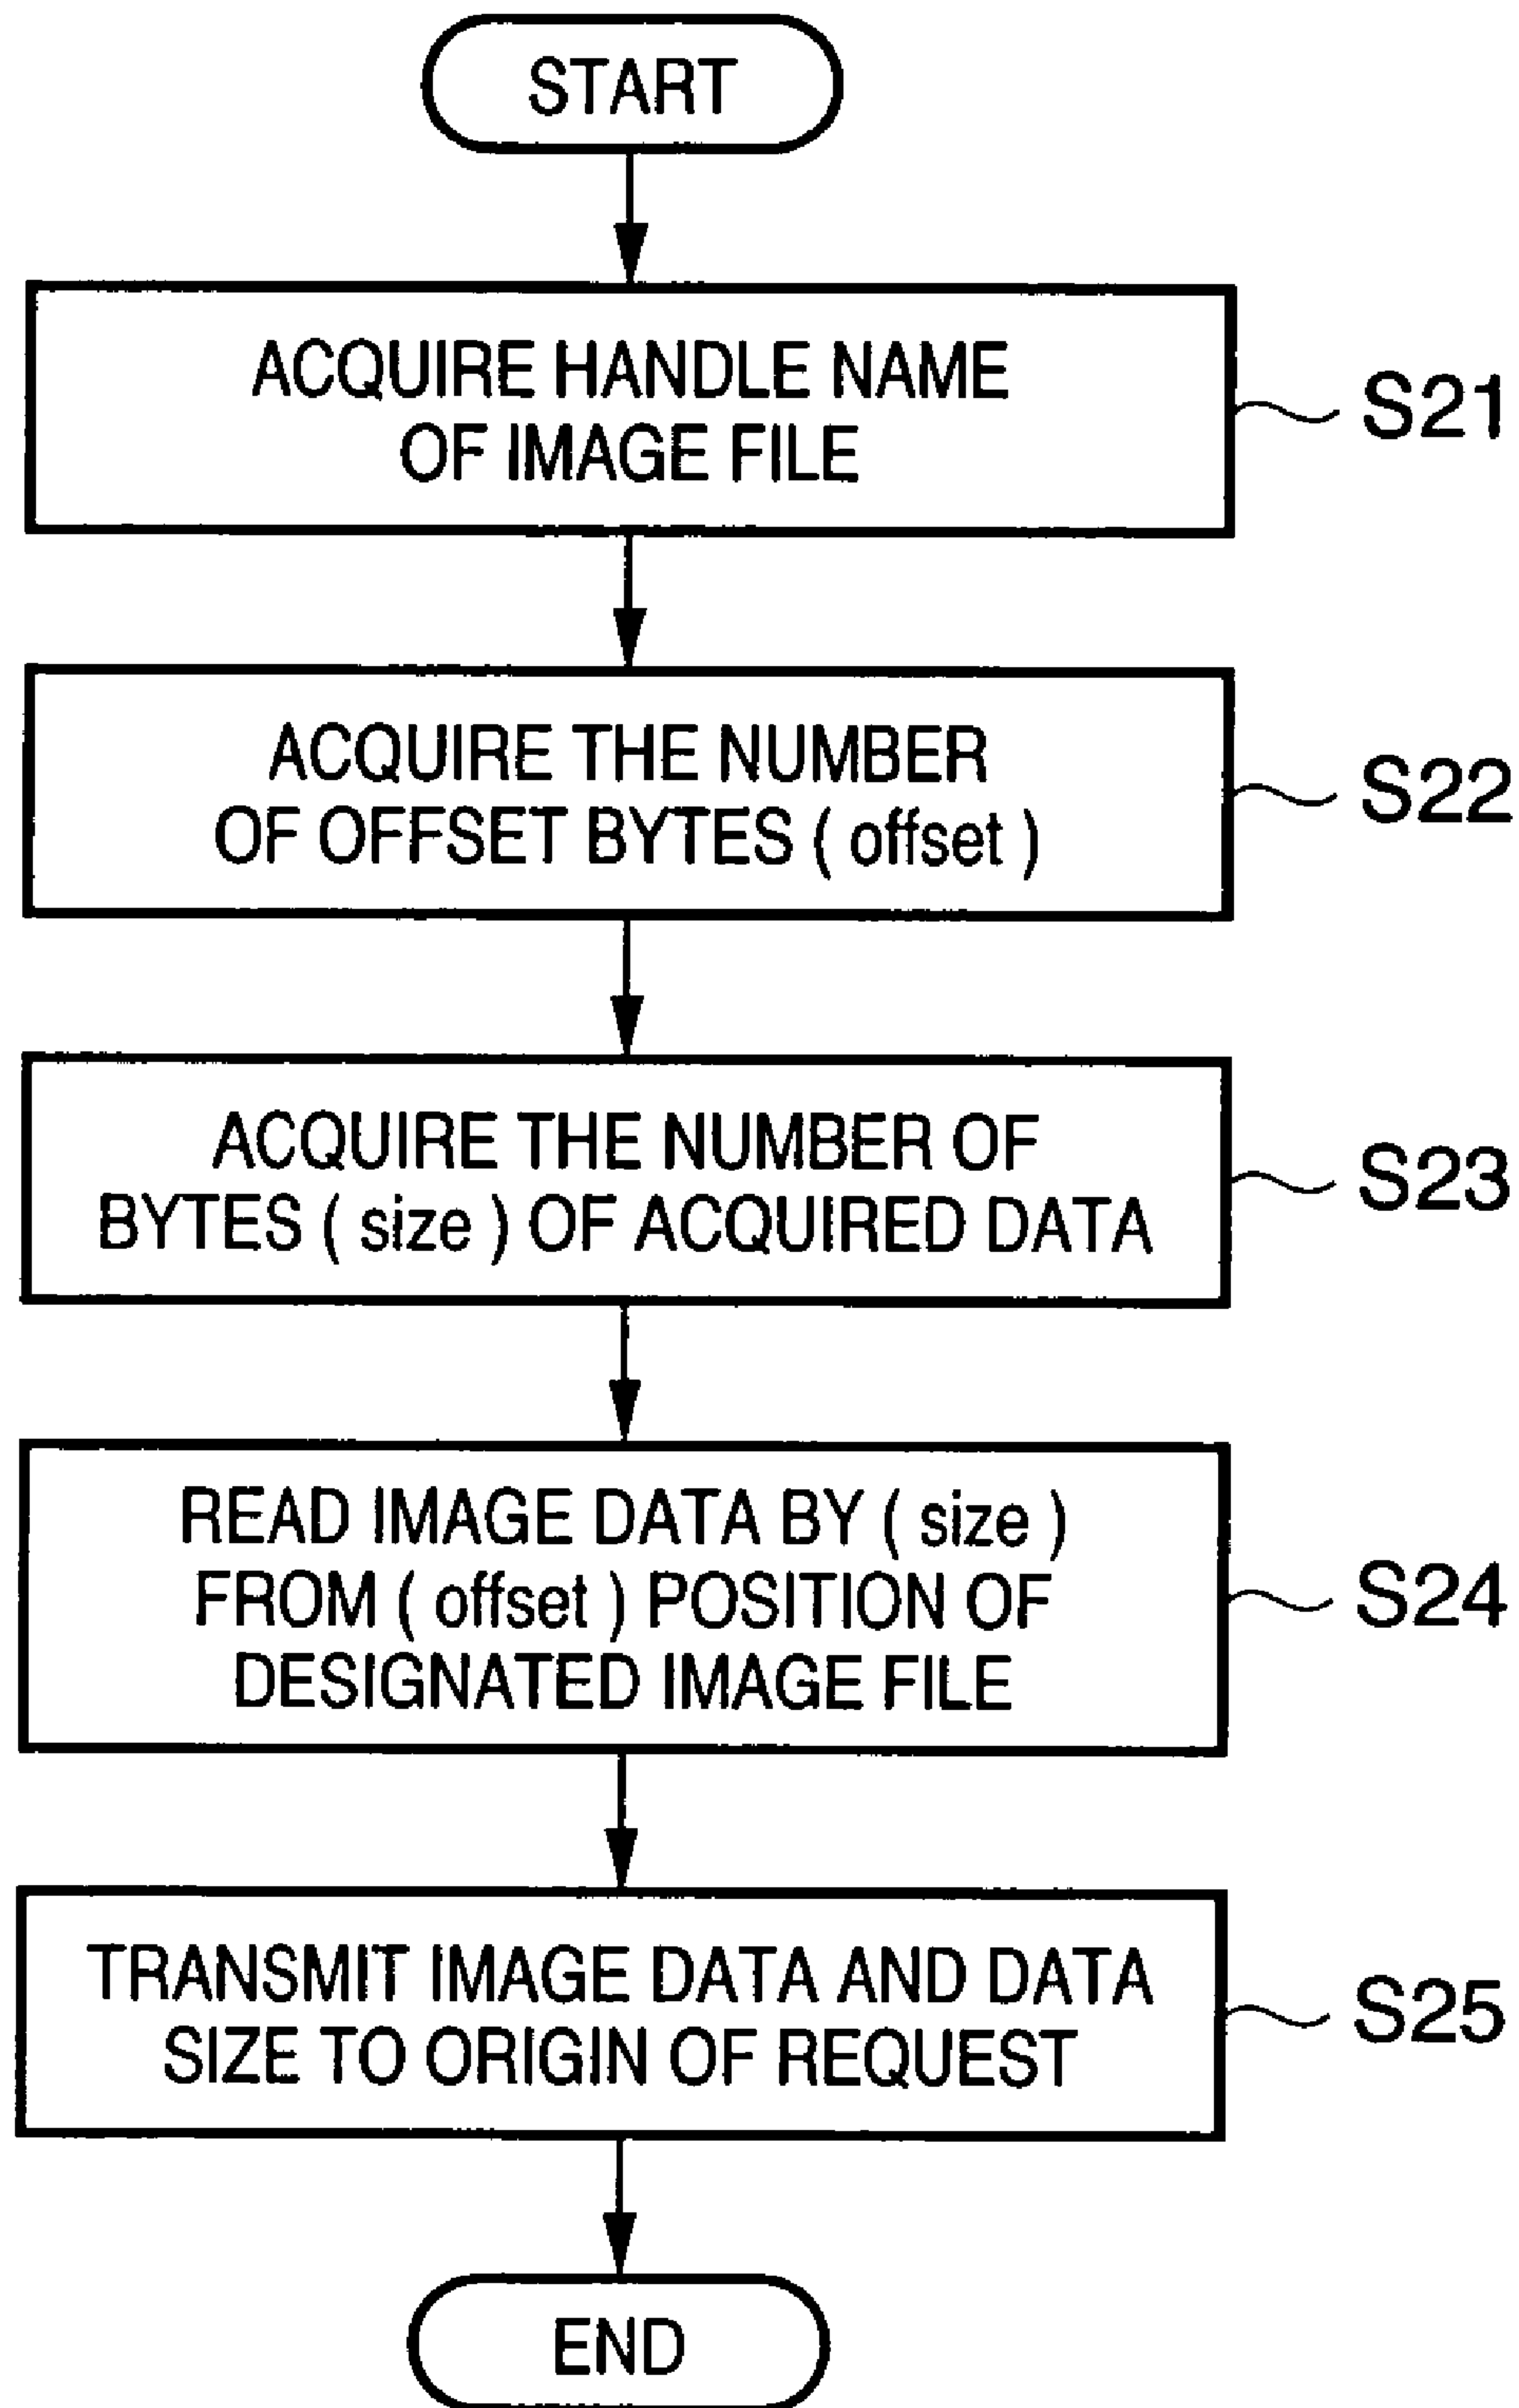 START
ACQUIRE HANDLE NAME
OF IMAGE FILE
S21
ACQUIRE THE NUMBER
OF OFFSET BYTES ( offset )
S22
ACQUIRE THE NUMBER OF
BYTES ( size ) OF ACQUIRED DATA
S23
READ IMAGE DATA BY ( size )
FROM ( offset ) POSITION OF
DESIGNATED IMAGE FILE
S24
TRANSMIT IMAGE DATA AND DATA
SIZE TO ORIGIN OF REQUEST
S25
END